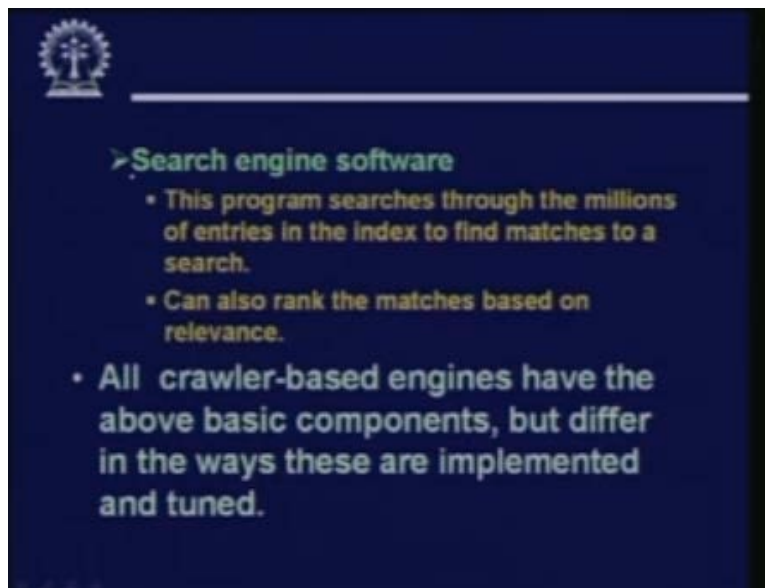 ➢Search engine software
▪ This program searches through the millions
of entries in the index to find matches to a
search.
▪ Can also rank the matches based on
relevance.
• All crawler-based engines have the
above basic components, but differ
in the ways these are implemented
and tuned.